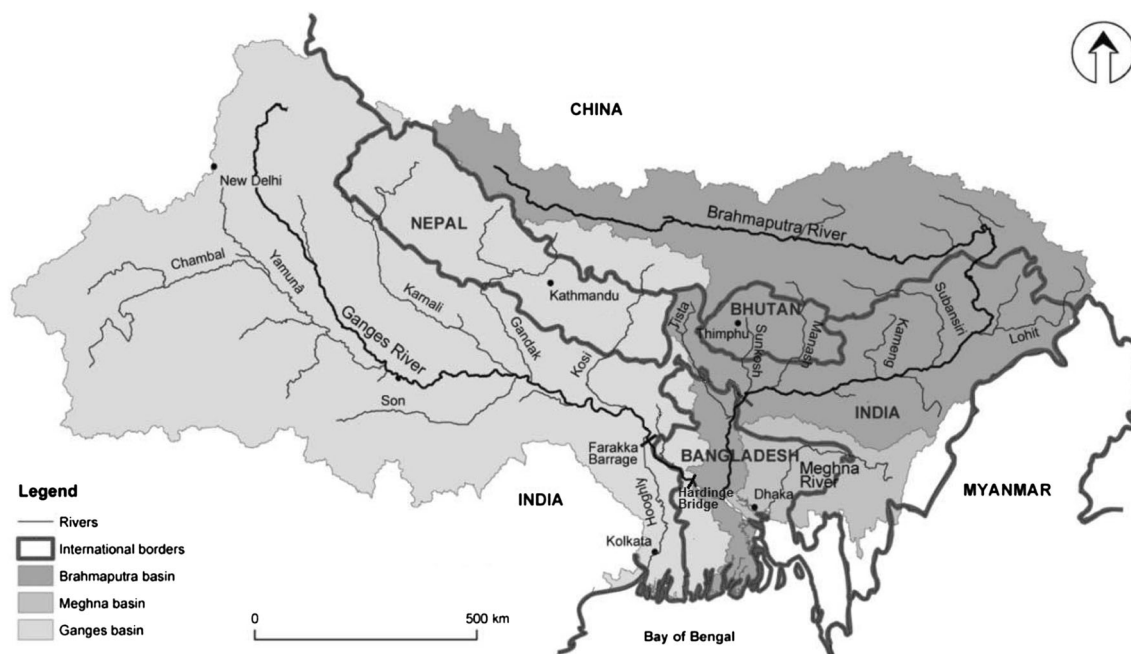 CHINA
New Delhi
NEPAL
Brahmaputra River
Chambal
Yamunâ
Karnali
Kathmandu
Ganges River
Gandak
Kosi
Tista
BHUTAN
Thimphu
Sunkosh
Manash
Kameng
Subansiri
Lohit
Son
INDIA
Farakka
Barrage
BANGLADESH
Meghna
River
Hardinge
Bridge
Dhaka
INDIA
Hooghly
Kolkata
MYANMAR
Legend
Rivers
International borders
Brahmaputra basin
Meghna basin
Ganges basin
0 500 km
Bay of Bengal